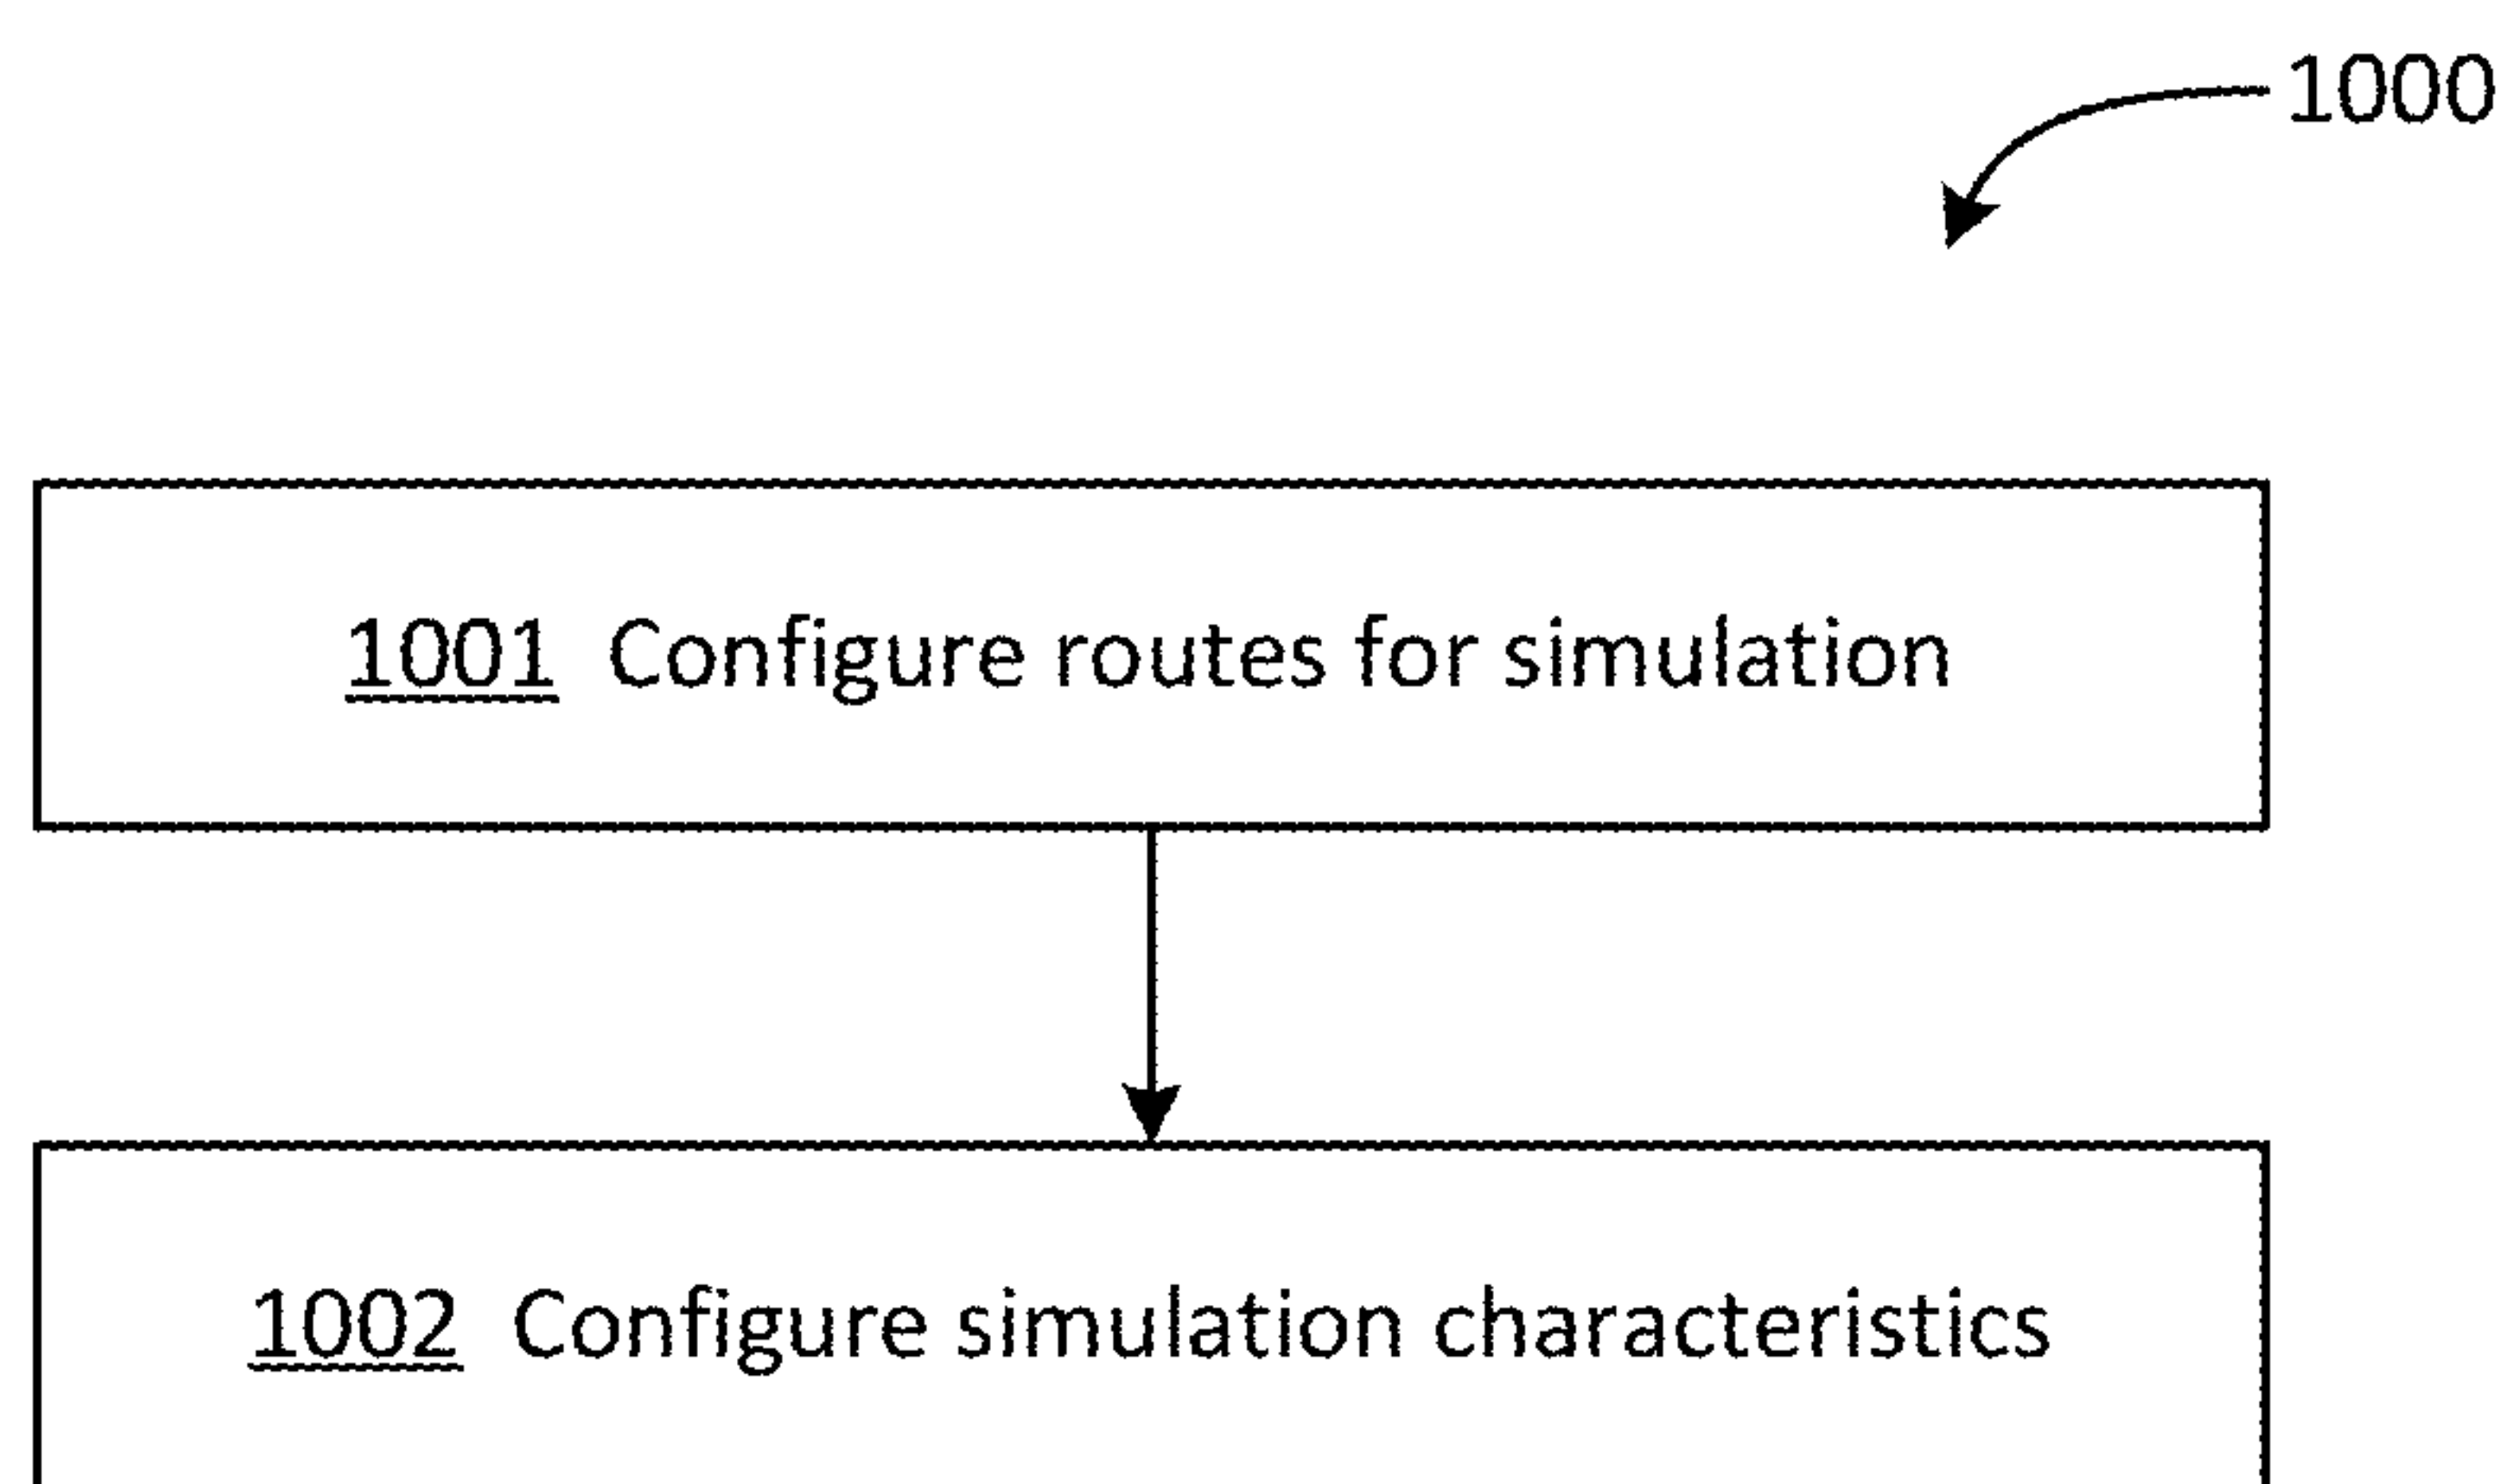 1000
1001 Configure routes for simulation
1002 Configure simulation characteristics